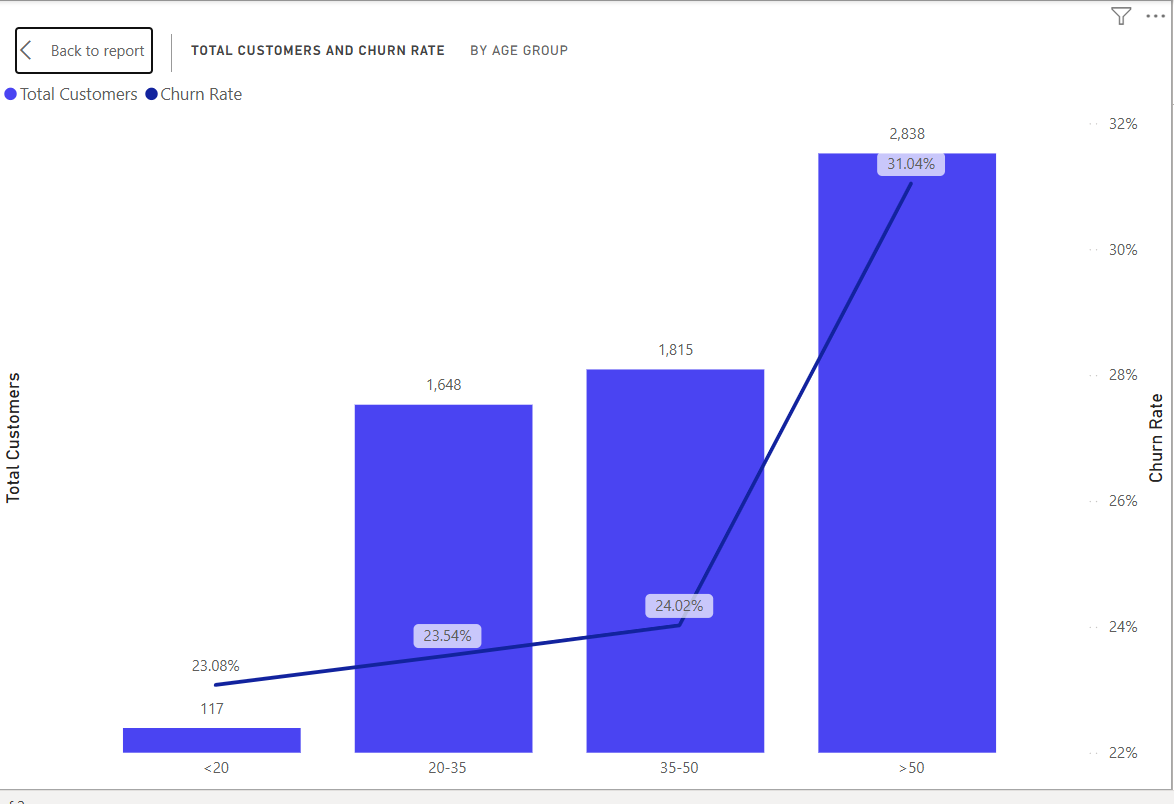 Back to report
TOTAL CUSTOMERS AND CHURN RATE
BY AGE GROUP
Total Customers
Churn Rate
32%
30%
28%
26%
24%
22%
Total Customers
Churn Rate
2,838
31.04%
1,815
1,648
24.02%
23.54%
23.08%
117
<20
20-35
35-50
>50